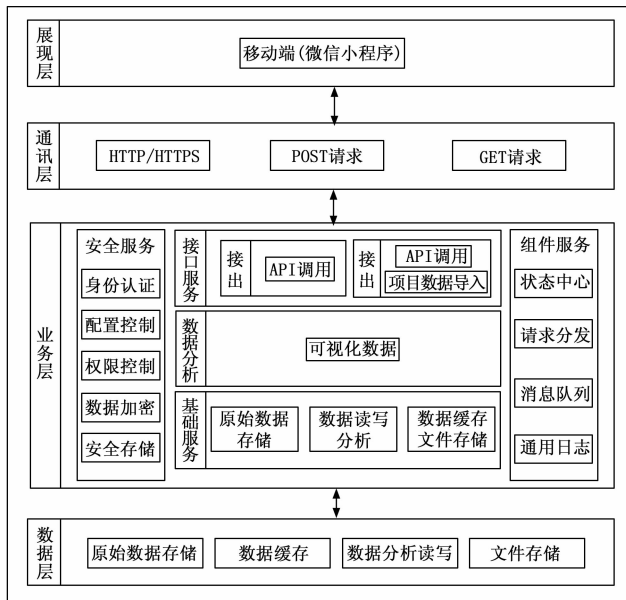 展现层
移动端(微信小程序)
通讯层
HTTP/HTTPS
POST请求
GET请求
业务层
安全服务
身份认证
配置控制
权限控制
数据加密
安全存储
接口服务
接出
API调用
接出
API调用
项目数据导入
数据分析
可视化数据
基础服务
原始数据
存储
数据读写
分析
数据缓存
文件存储
组件服务
状态中心
请求分发
消息队列
通用日志
数据层
原始数据存储
数据缓存
数据分析读写
文件存储